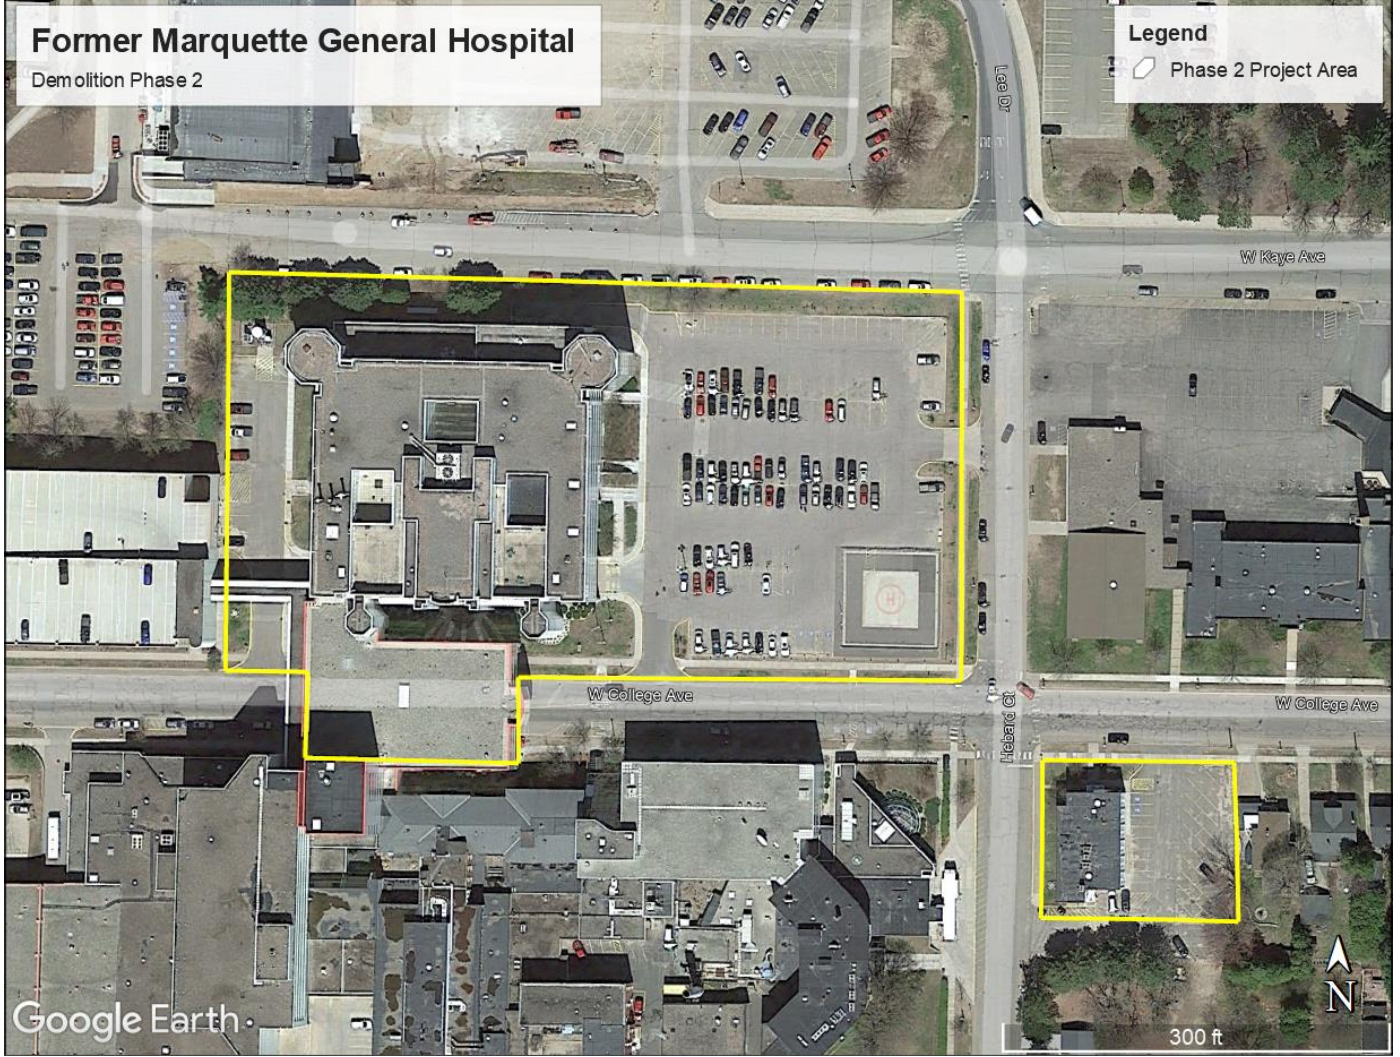 Former Marquette General Hospital
Demolition Phase 2
Legend
Phase 2 Project Area
Lee Dr
W Kaye Ave
H
W College Ave
W College Ave
Hebard Ct
N
Google Earth
300 ft